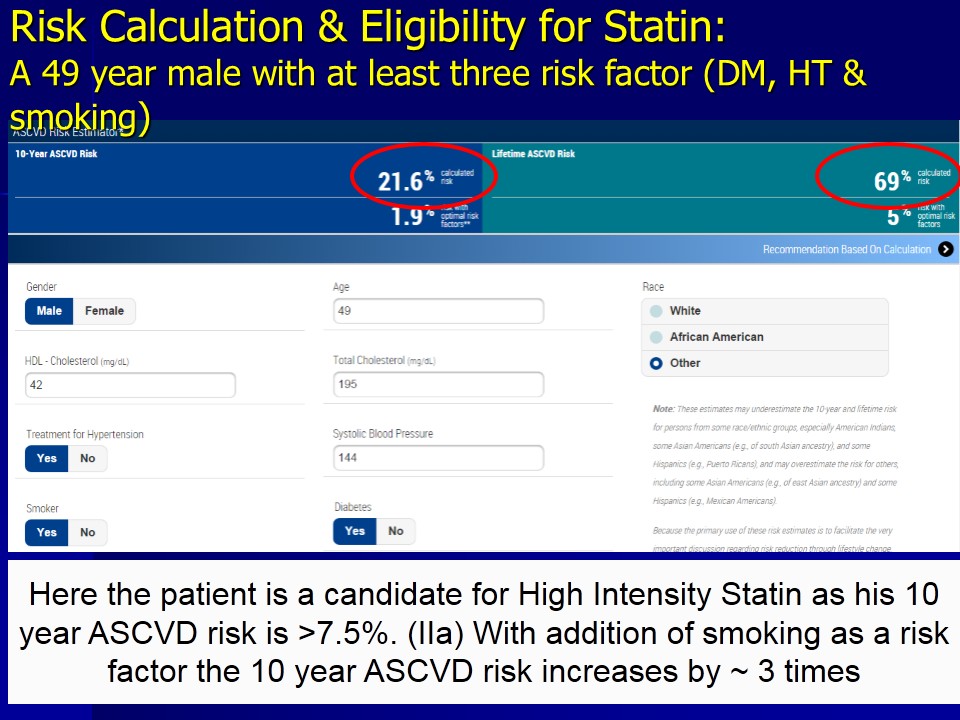 Risk Calculation & Eligibility for Statin:
A 49 year male with at least three risk factor (DM, HT &
smoking)
ASCVD Risk Estimator*
10-Year ASCVD Risk
21.6% calculated
risk
1.9% risk with
optimal risk
factors**
Lifetime ASCVD Risk
69% calculated
risk
5% risk with
optimal risk
factors
Recommendation Based On Calculation
Gender
Male Female
Age
49
Race
White
African American
Other
HDL - Cholesterol (mg/dL)
42
Total Cholesterol (mg/dL)
195
Treatment for Hypertension
Yes No
Systolic Blood Pressure
144
Smoker
Yes No
Diabetes
Yes No
Note: These estimates may underestimate the 10-year and lifetime risk
for persons from some race/ethnic groups, especially American Indians,
some Asian Americans (e.g., of south Asian ancestry), and some
Hispanics (e.g., Puerto Ricans), and may overestimate the risk for others,
including some Asian Americans (e.g., of east Asian ancestry) and some
Hispanics (e.g., Mexican Americans).
Because the primary use of these risk estimates is to facilitate the very
important discussion regarding risk reduction through lifestyle change,
Here the patient is a candidate for High Intensity Statin as his 10
year ASCVD risk is >7.5%. (IIa) With addition of smoking as a risk
factor the 10 year ASCVD risk increases by ~ 3 times